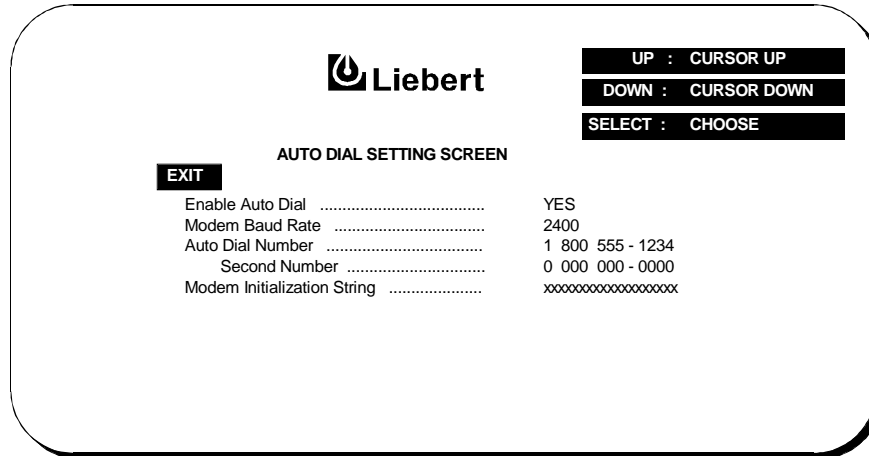 Liebert
UP : CURSOR UP
DOWN : CURSOR DOWN
SELECT : CHOOSE
AUTO DIAL SETTING SCREEN
EXIT
Enable Auto Dial ..................................... YES
Modem Baud Rate .................................. 2400
Auto Dial Number ................................... 1 800 555 - 1234
Second Number ............................... 0 000 000 - 0000
Modem Initialization String ..................... xxxxxxxxxxxxxxxxxxx